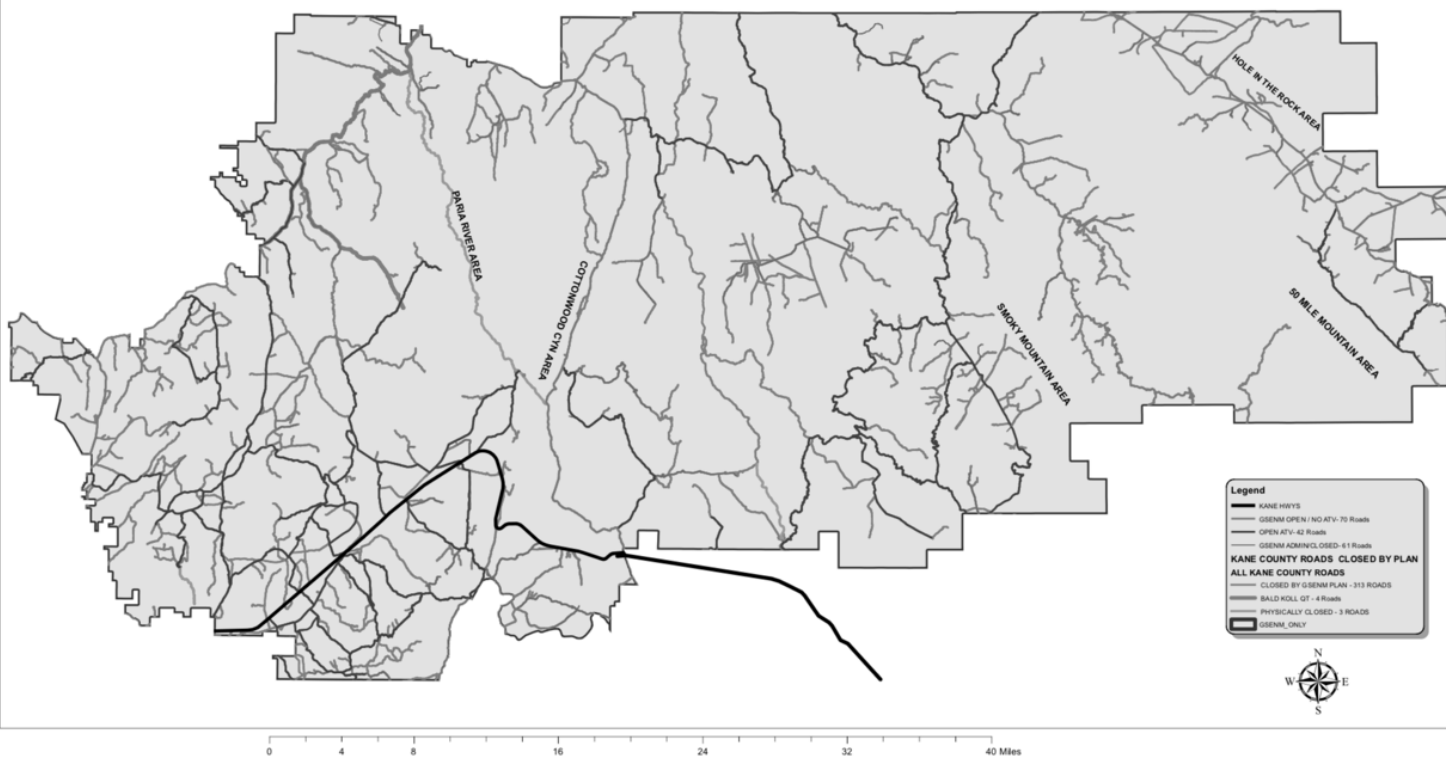 HOLE IN THE ROCK AREA
PARIA RIVER AREA
COTTONWOOD CYN AREA
SMOKY MOUNTAIN AREA
50 MILE MOUNTAIN AREA
Legend
KANE HWYS
GSENM OPEN / NO ATV- 70 Roads
OPEN ATV- 42 Roads
GSENM ADMIN/CLOSED- 61 Roads
KANE COUNTY ROADS CLOSED BY PLAN
ALL KANE COUNTY ROADS
CLOSED BY GSENM PLAN - 313 ROADS
BALD KOLL QT - 4 Roads
PHYSICALLY CLOSED - 3 ROADS
GSENM_ONLY
N
W E
S
0 4 8 16 24 32 40 Miles